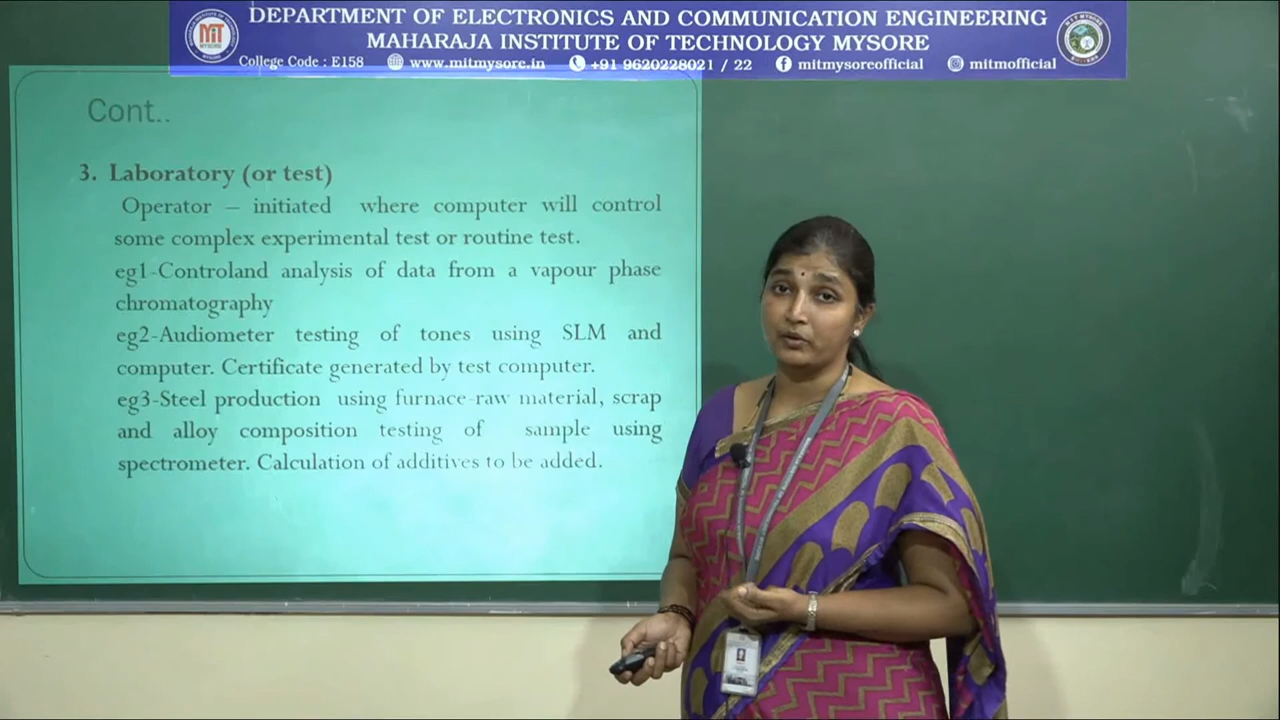 DEPARTMENT OF ELECTRONICS AND COMMUNICATION ENGINEERING
MAHARAJA INSTITUTE OF TECHNOLOGY MYSORE
College Code : E158 www.mitmysore.in +91 9620228021 / 22 mitmysoreofficial mitmofficial
MIT
MYSORE
Cont..
3. Laboratory (or test)
Operator – initiated where computer will control
some complex experimental test or routine test.
eg1-Controland analysis of data from a vapour phase
chromatography
eg2-Audiometer testing of tones using SLM and
computer. Certificate generated by test computer.
eg3-Steel production using furnace-raw material, scrap
and alloy composition testing of sample using
spectrometer. Calculation of additives to be added.